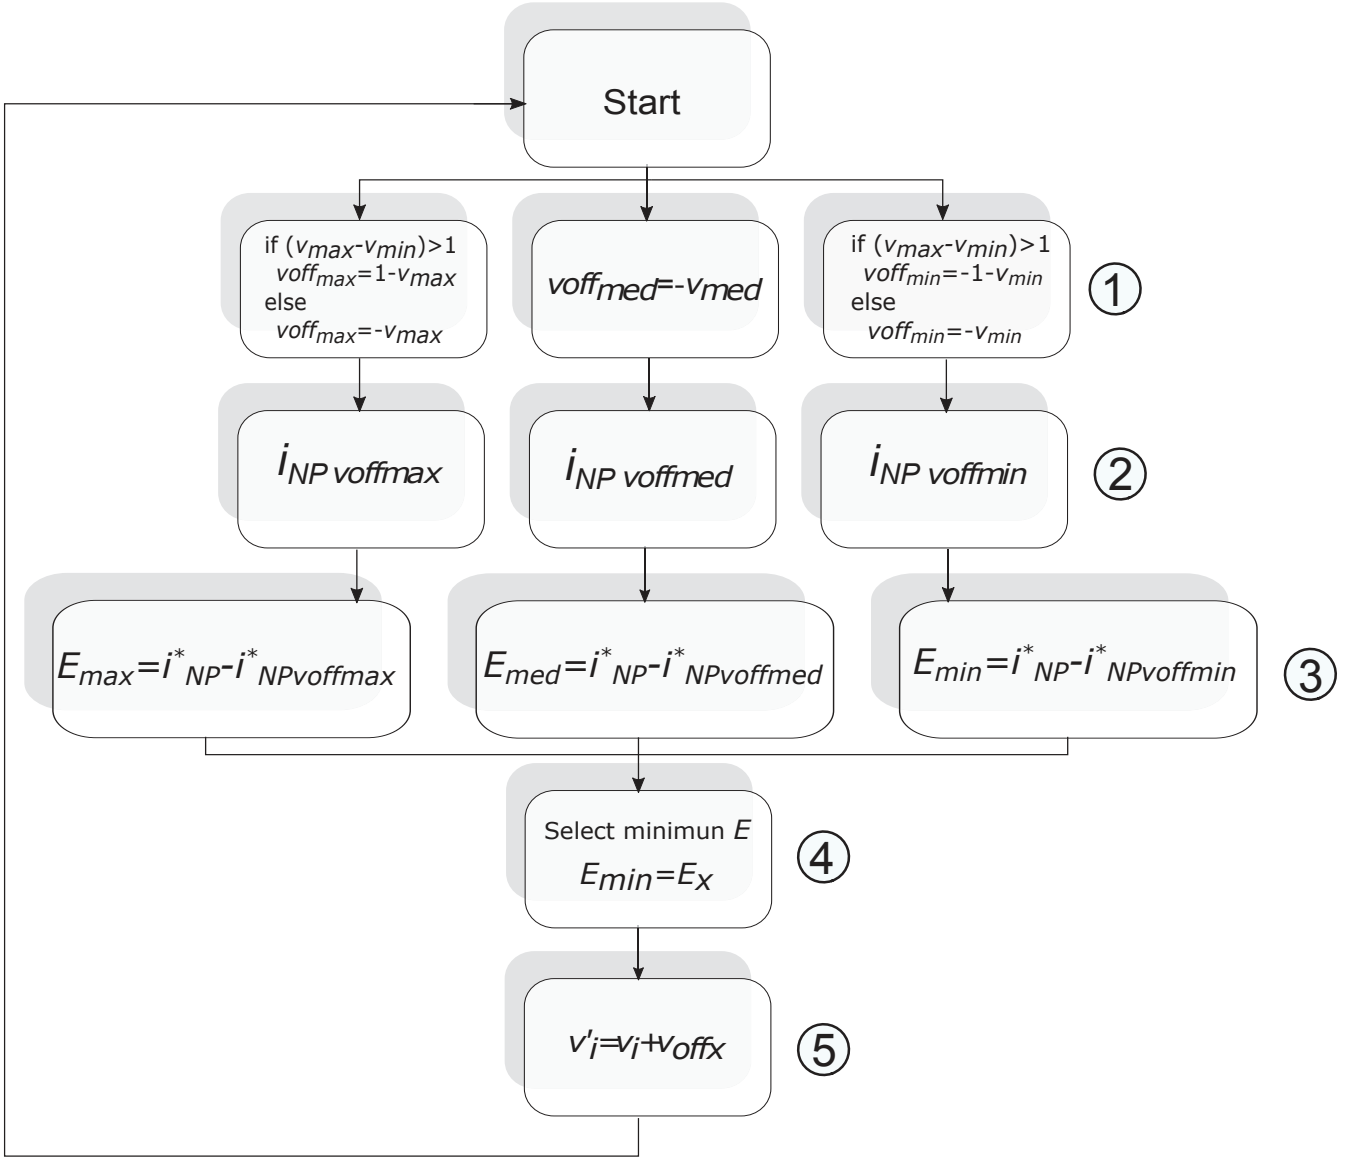 Start
if (vmax-vmin)>1
voffmax=1-vmax
else
voffmax=-vmax
voffmed=-vmed
if (vmax-vmin)>1
voffmin=-1-vmin
else
voffmin=-vmin
1
iNP voffmax
iNP voffmed
iNP voffmin
2
Emax=i*NP-i*NPvoffmax
Emed=i*NP-i*NPvoffmed
Emin=i*NP-i*NPvoffmin
3
Select minimun E
Emin=Ex
4
v'i=vi+voffx
5